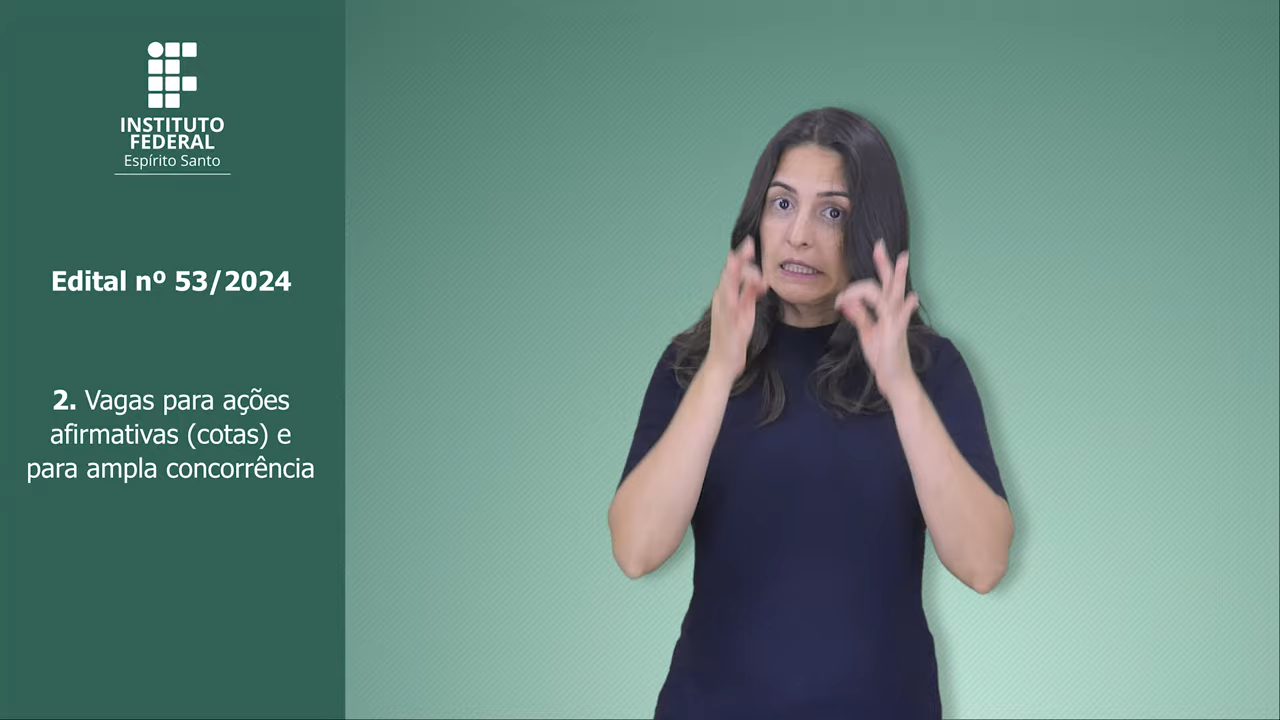 INSTITUTO
FEDERAL
Espírito Santo
Edital nº 53/2024
2. Vagas para ações
afirmativas (cotas) e
para ampla concorrência